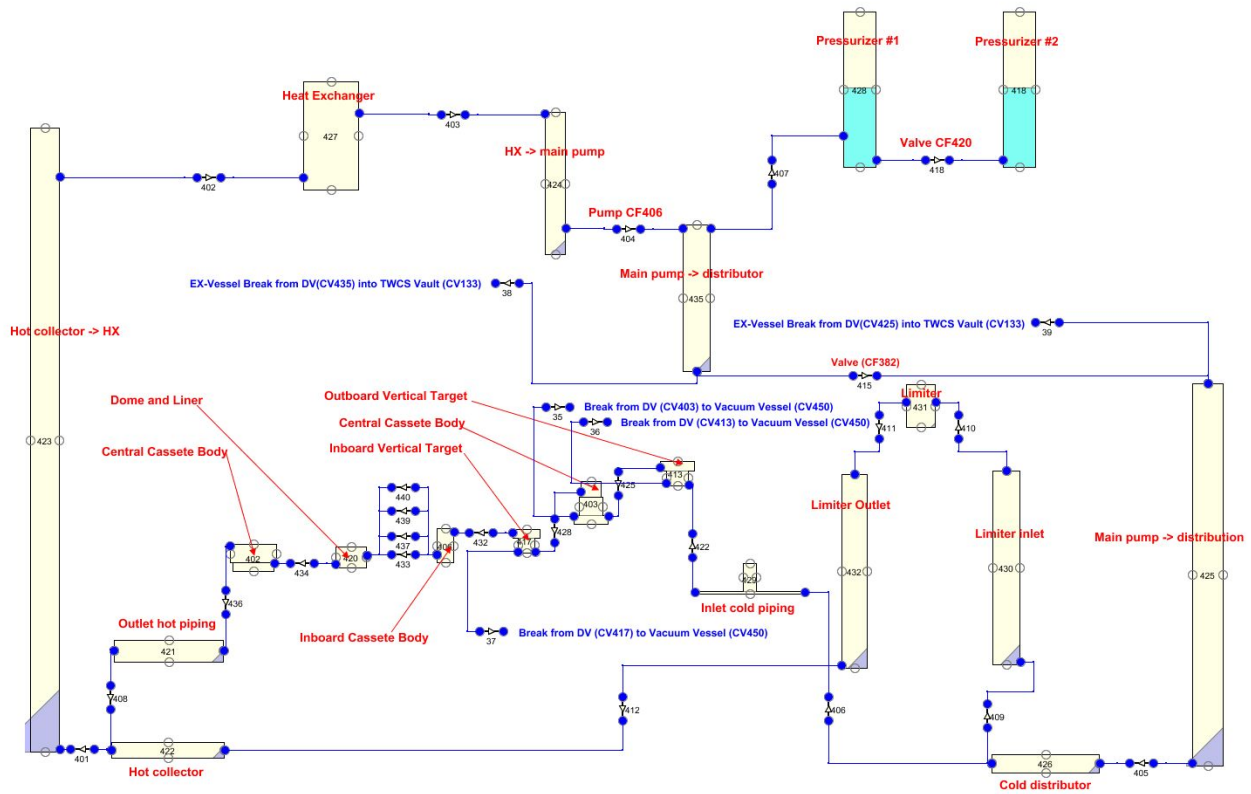 Pressurizer #1
Pressurizer #2
428
418
Heat Exchanger
427
403
HX -> main pump
424
Valve CF420
418
407
402
Pump CF406
404
Main pump -> distributor
435
EX-Vessel Break from DV(CV435) into TWCS Vault (CV133)
38
EX-Vessel Break from DV(CV425) into TWCS Vault (CV133)
39
Hot collector -> HX
423
Valve (CF382)
415
Limiter
431
411
410
Dome and Liner
Outboard Vertical Target
Central Cassete Body
Central Cassete Body
Inboard Vertical Target
35
Break from DV (CV403) to Vacuum Vessel (CV450)
36
Break from DV (CV413) to Vacuum Vessel (CV450)
413
425
403
440
439
437
433
432
417
428
422
402
434
420
436
Limiter Outlet
432
Limiter inlet
430
Main pump -> distribution
425
429
Inlet cold piping
Outlet hot piping
421
Inboard Cassete Body
37
Break from DV (CV417) to Vacuum Vessel (CV450)
408
412
406
409
401
422
Hot collector
426
405
Cold distributor